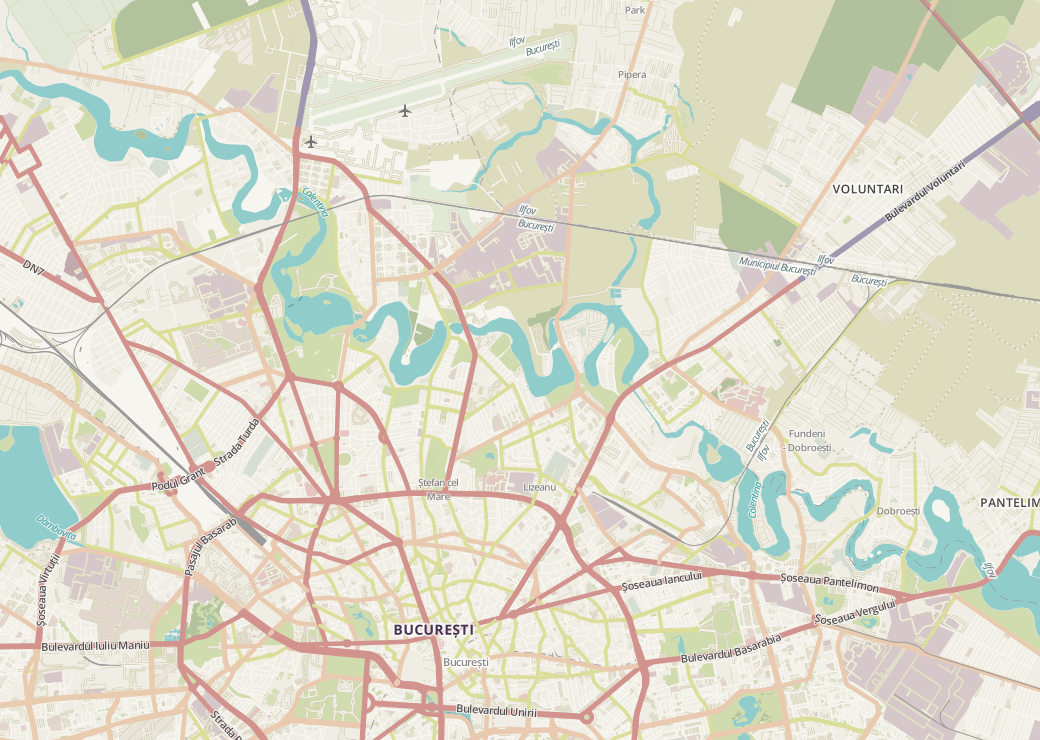 Park
Ilfov
București
Pipera
VOLUNTARI
Bulevardul Voluntari
Colentina
Ilfov
București
Ilfov
Municipiul București
București
DN7
Fundeni
- Dobroești
București
Ilfov
Strada Turda
Podul Grant
Ștefan cel
Mare
Lizeanu
Colentina
PANTELIM
Dobroești
Dâmbovița
Pasajul Basarab
Șoseaua Virtuții
Ilfov
Șoseaua Iancului
Șoseaua Pantelimon
Șoseaua Vergului
BUCUREȘTI
Bulevardul Iuliu Maniu
Bulevardul Basarabia
București
Bulevardul Unirii
Strada